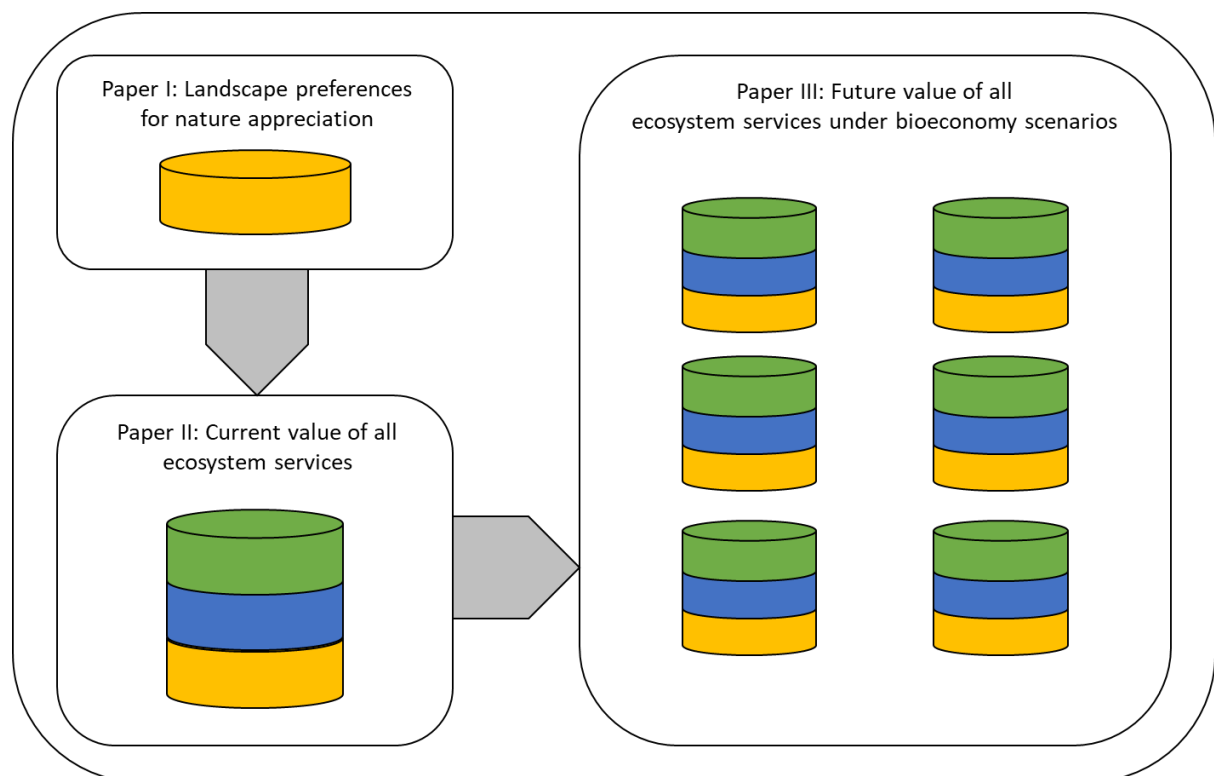 Paper I: Landscape preferences
for nature appreciation
Paper II: Current value of all
ecosystem services
Paper III: Future value of all
ecosystem services under bioeconomy scenarios